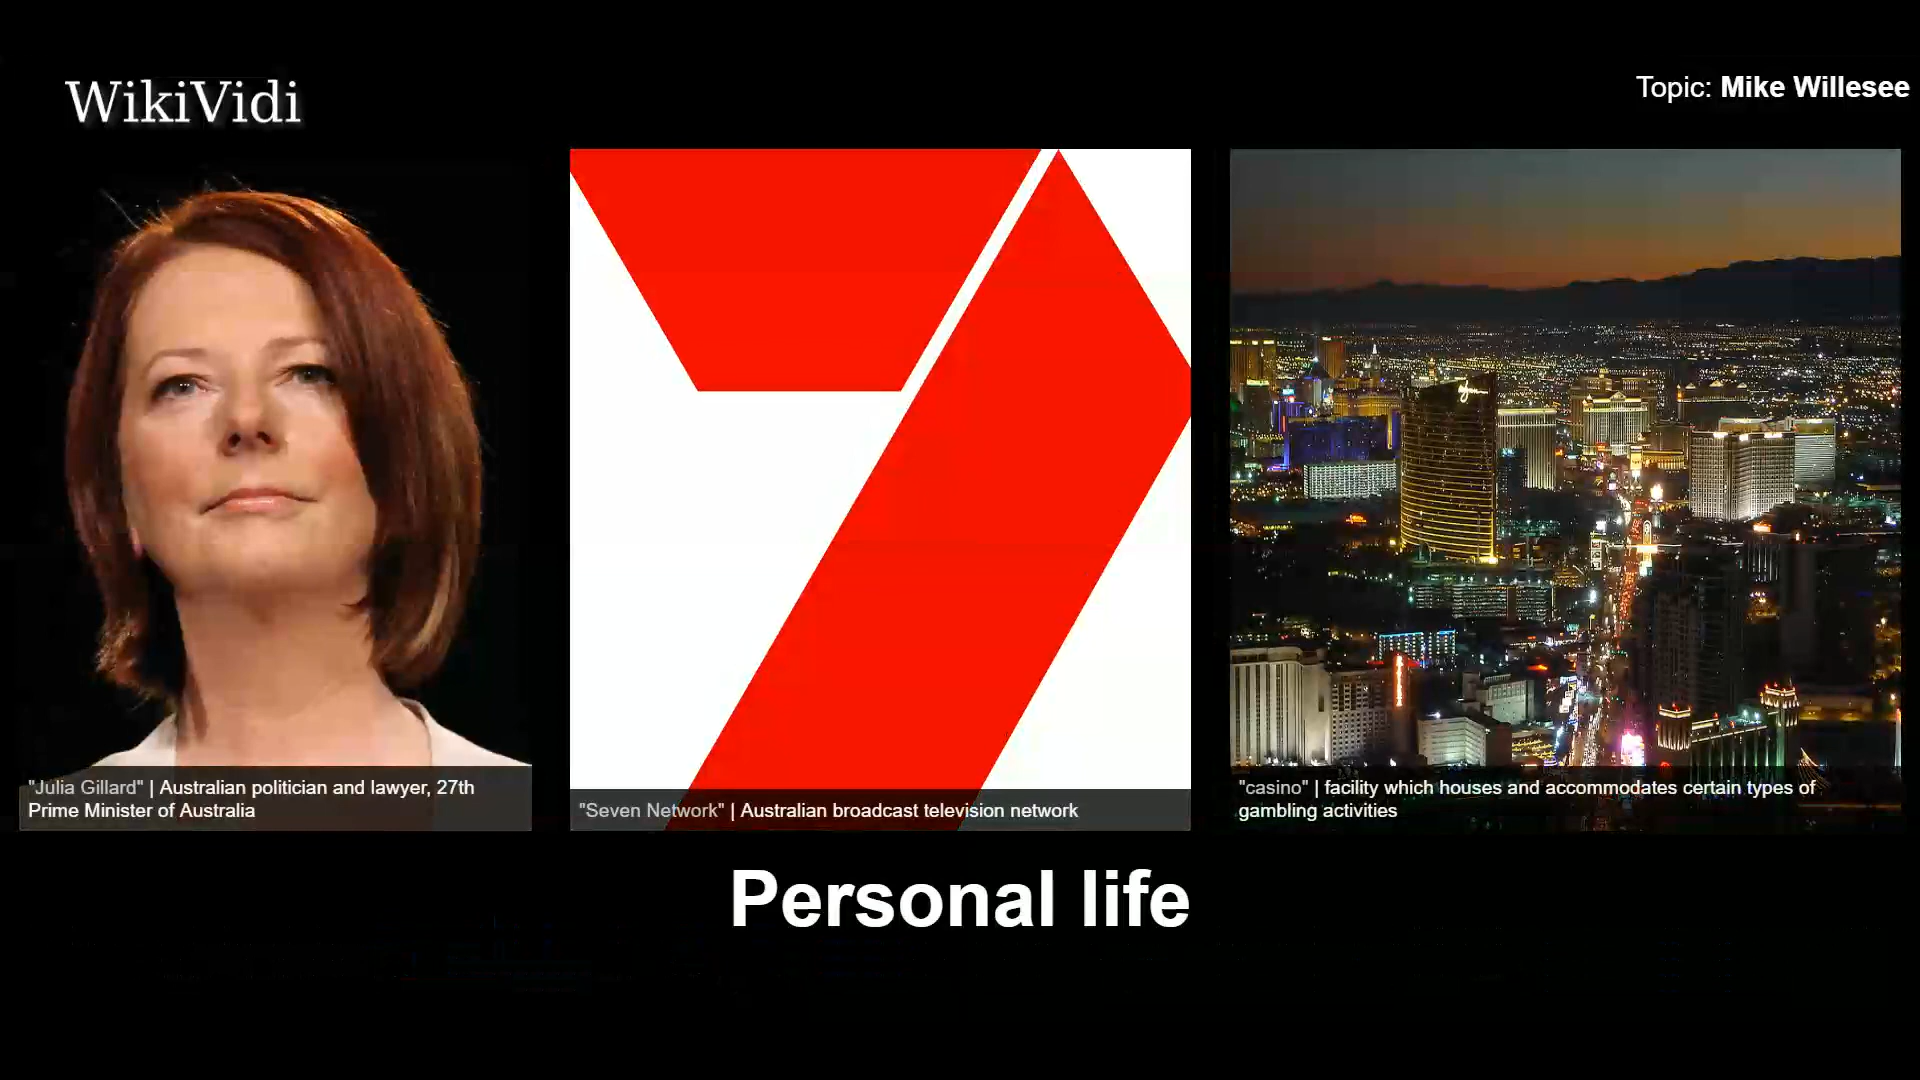 WikiVidi
Topic: Mike Willesee
"Julia Gillard" | Australian politician and lawyer, 27th
Prime Minister of Australia
"Seven Network" | Australian broadcast television network
"casino" | facility which houses and accommodates certain types of
gambling activities
Personal life